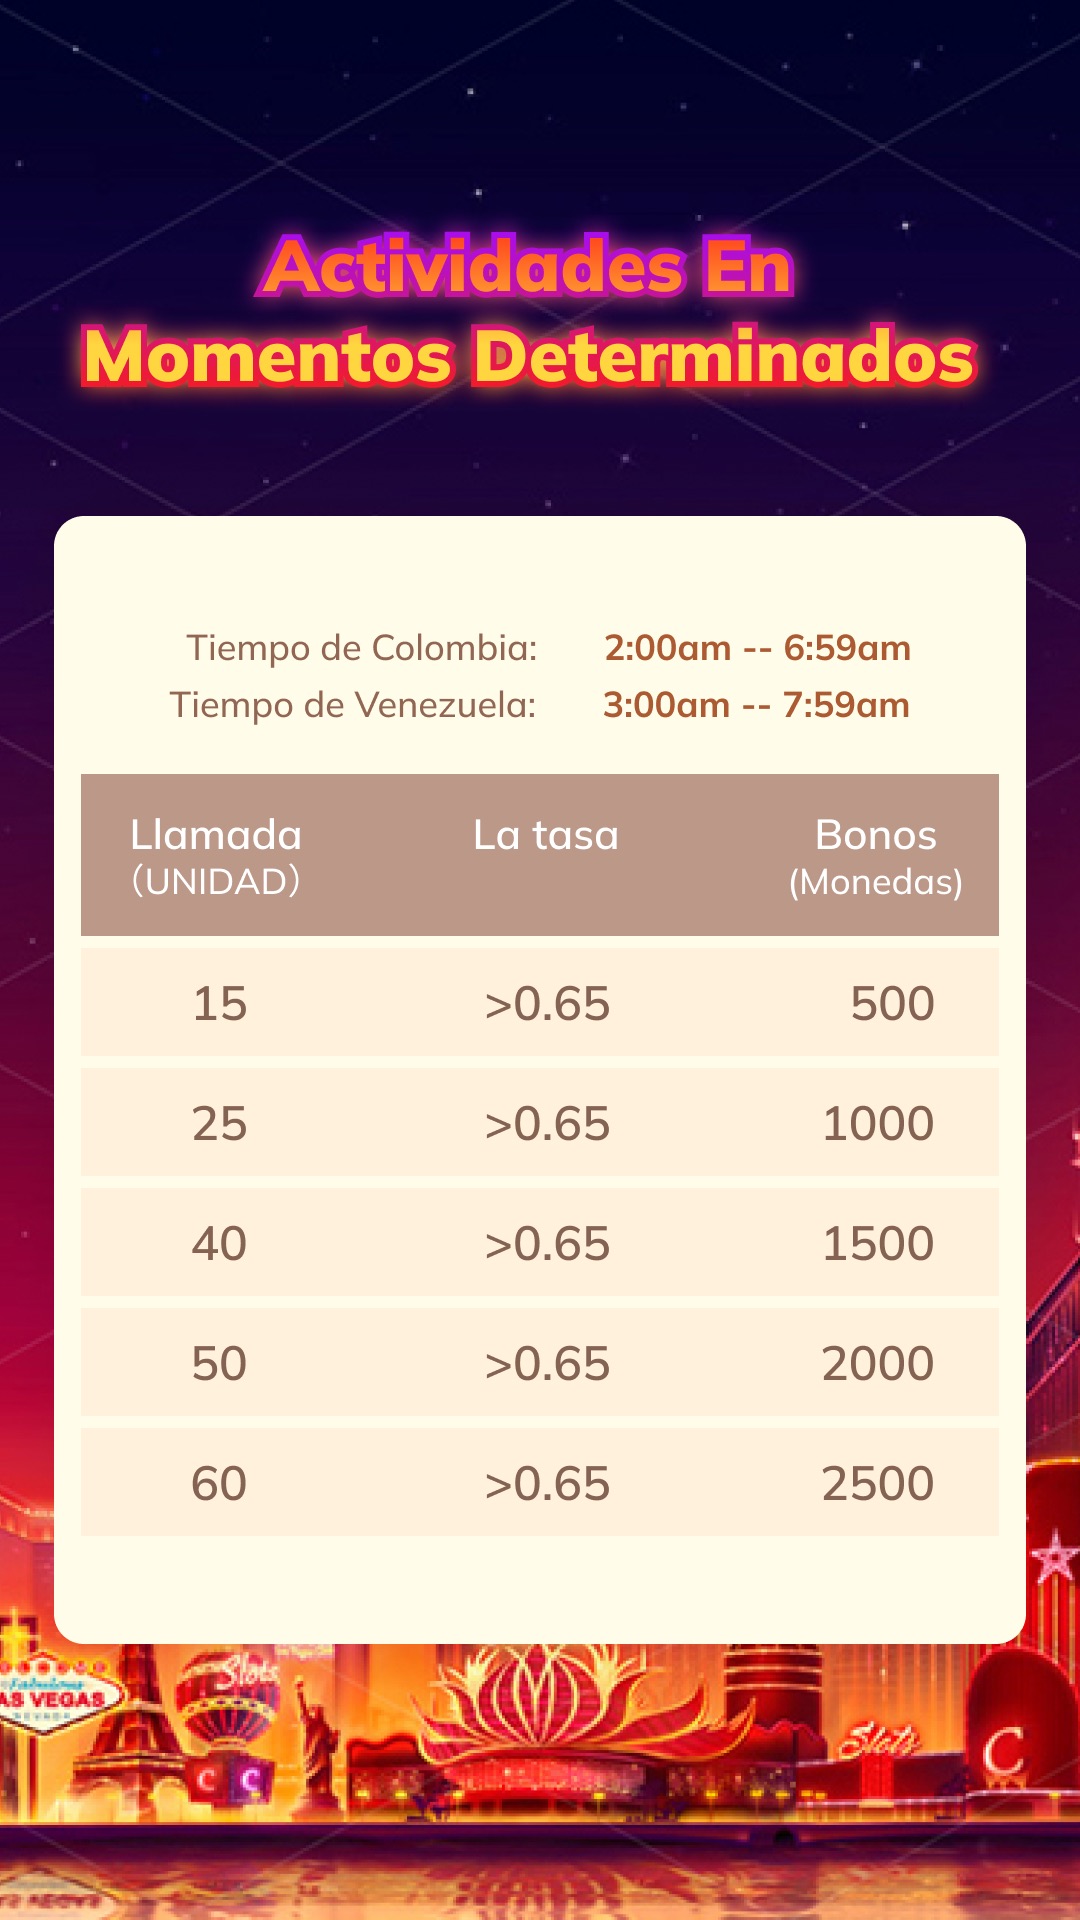 Actividades En
Momentos Determinados
Tiempo de Colombia: 2:00am -- 6:59am
Tiempo de Venezuela: 3:00am -- 7:59am
Llamada La tasa Bonos
（UNIDAD） (Monedas)
15 >0.65 500
25 >0.65 1000
40 >0.65 1500
50 >0.65 2000
60 >0.65 2500
Slots
Fabulous
AS VEGAS
NEVADA
C C
Slots
C